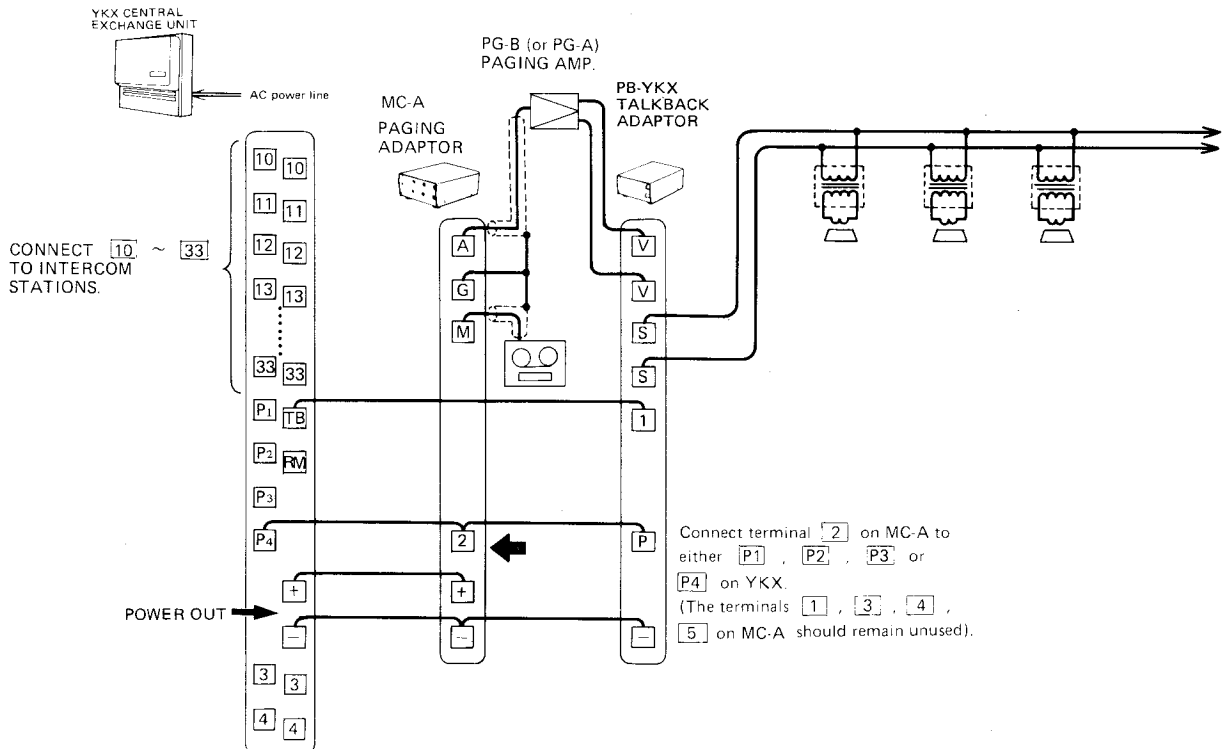 YKX CENTRAL
EXCHANGE UNIT
AC power line
PG-B (or PG-A)
PAGING AMP.
MC-A
PAGING
ADAPTOR
PB-YKX
TALKBACK
ADAPTOR
CONNECT 10 ~ 33
TO INTERCOM
STATIONS.
10 10
11 11
12 12
13 13
33 33
P1 TB
P2 RM
P3
P4
+
−
3 3
4 4
POWER OUT
A
G
M
2
+
−
V
V
S
S
1
P
−
Connect terminal 2 on MC-A to
either P1 , P2 , P3 or
P4 on YKX.
(The terminals 1 , 3 , 4 ,
5 on MC-A should remain unused).